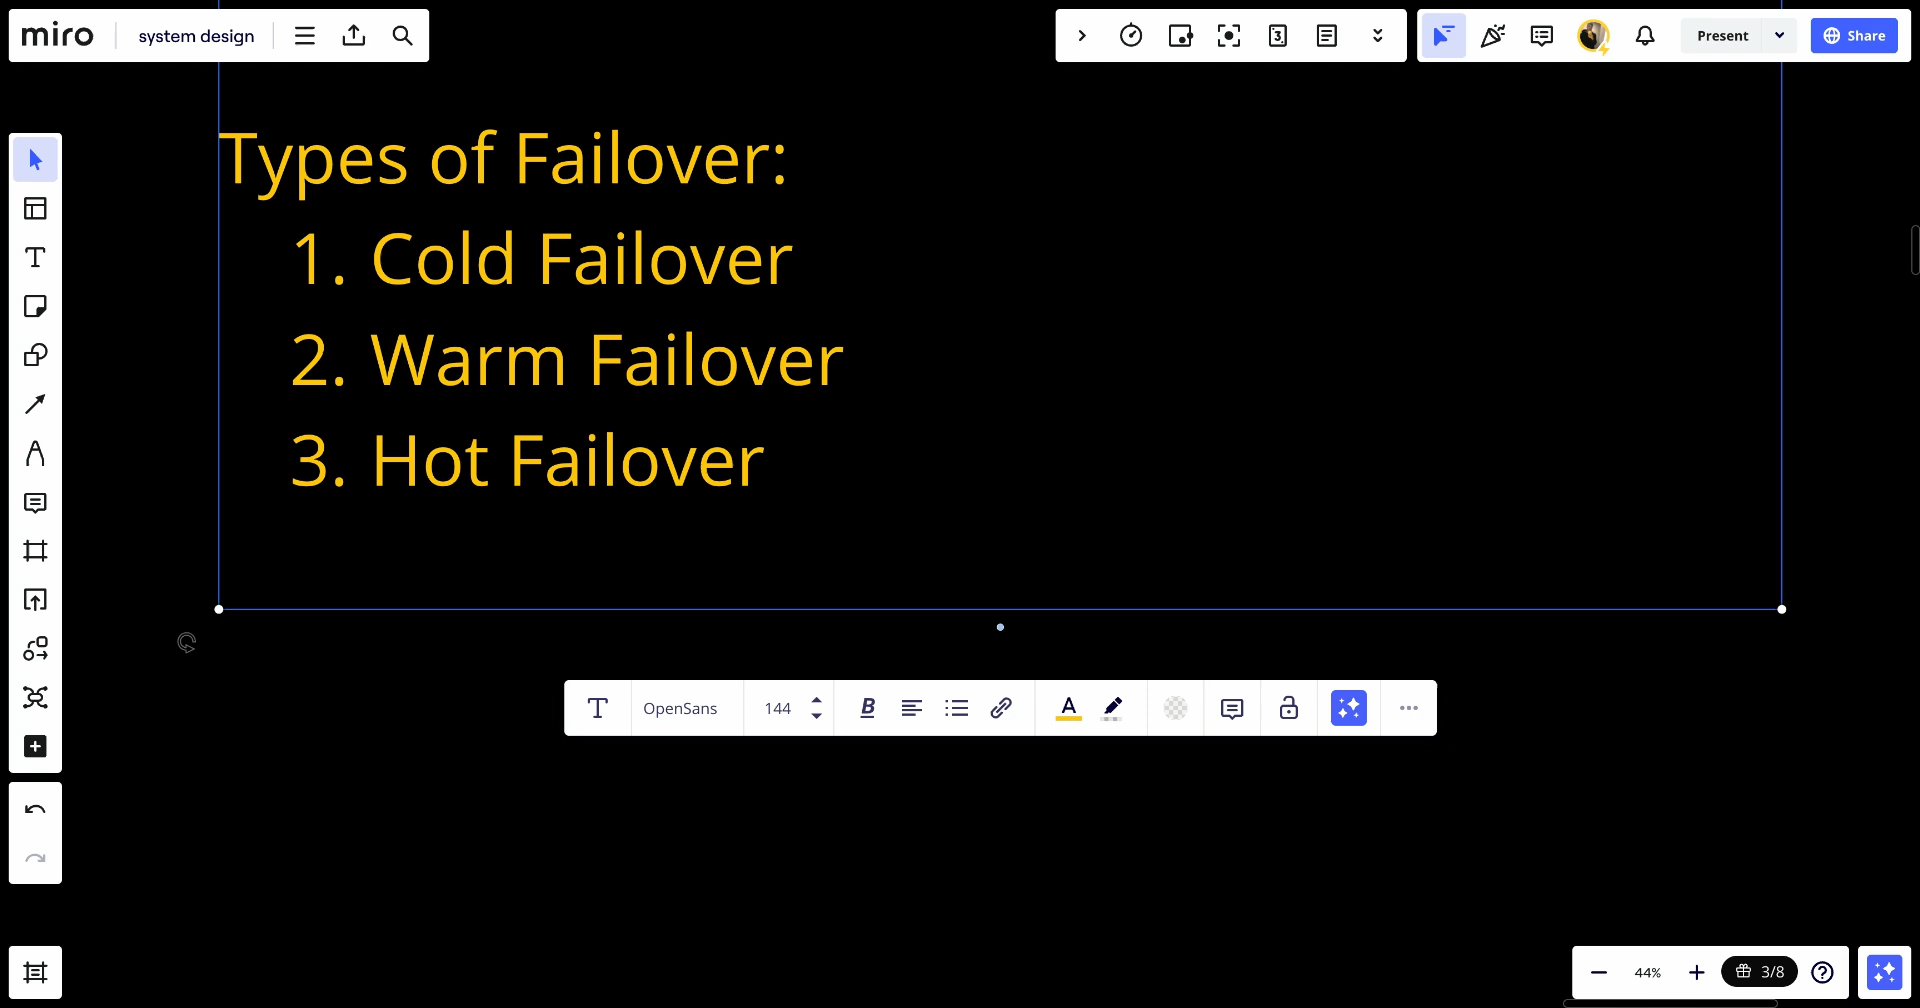 miro system design Present Share
Types of Failover:
1. Cold Failover
2. Warm Failover
3. Hot Failover
OpenSans 144 B A
44% 3/8